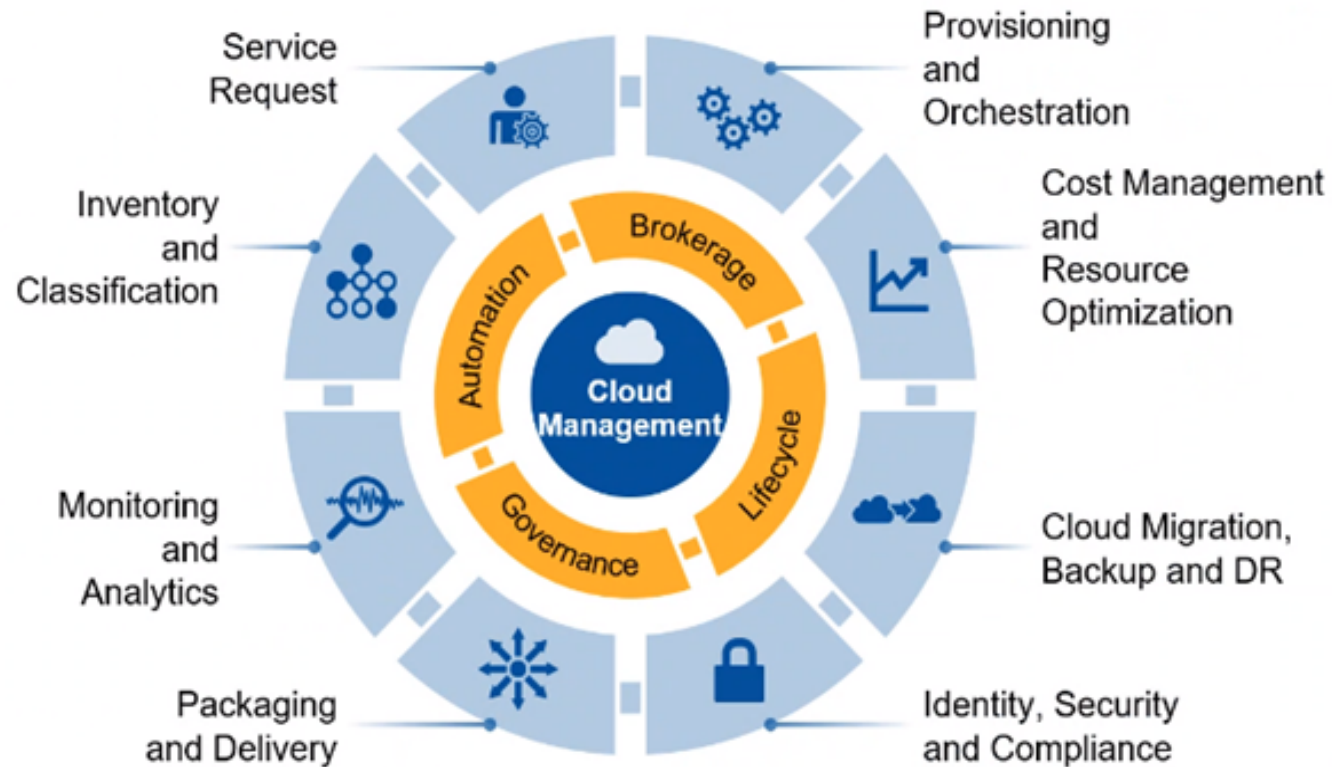 Service
Request
Provisioning
and
Orchestration
Inventory
and
Classification
Cost Management
and
Resource
Optimization
Brokerage
Automation
Cloud
Management
Lifecycle
Governance
Monitoring
and
Analytics
Cloud Migration,
Backup and DR
Packaging
and Delivery
Identity, Security
and Compliance